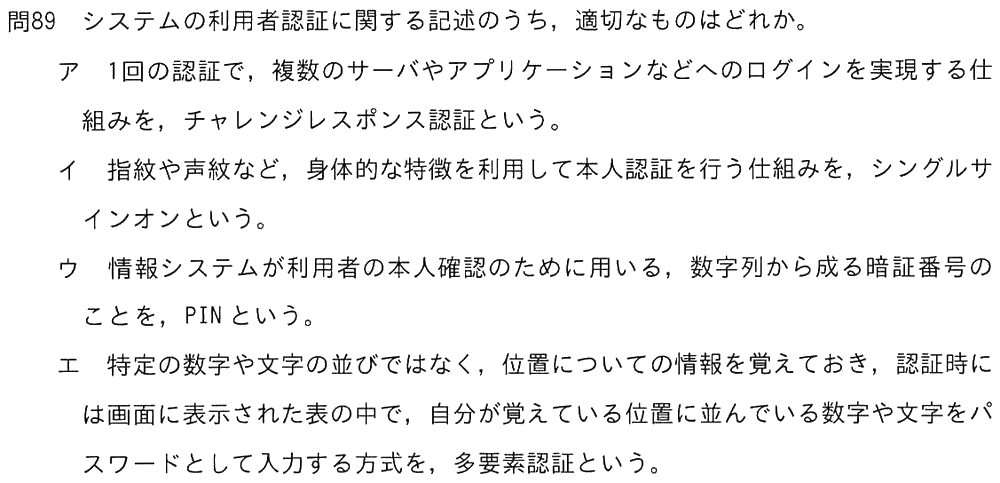 問89 システムの利用者認証に関する記述のうち，適切なものはどれか。
ア 1回の認証で，複数のサーバやアプリケーションなどへのログインを実現する仕
組みを，チャレンジレスポンス認証という。
イ 指紋や声紋など，身体的な特徴を利用して本人認証を行う仕組みを，シングルサ
インオンという。
ウ 情報システムが利用者の本人確認のために用いる，数字列から成る暗証番号の
ことを，PINという。
エ 特定の数字や文字の並びではなく，位置についての情報を覚えておき，認証時に
は画面に表示された表の中で，自分が覚えている位置に並んでいる数字や文字をパ
スワードとして入力する方式を，多要素認証という。